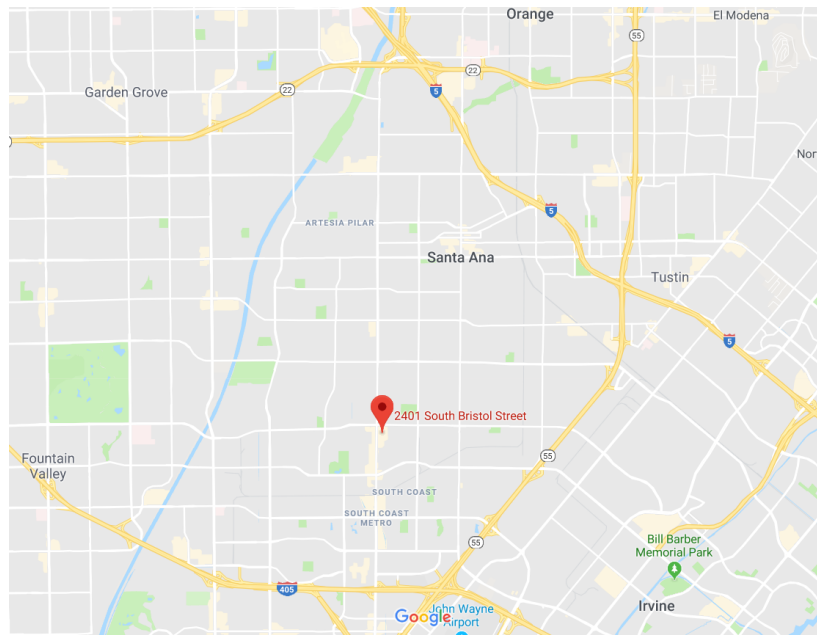 Orange
El Modena
55
22
Garden Grove
22
5
Nor
ARTESIA PILAR
5
Santa Ana
Tustin
5
2401 South Bristol Street
Fountain
Valley
55
SOUTH COAST
SOUTH COAST
METRO
55
Bill Barber
Memorial Park
405
Irvine
Google
John Wayne
Airport